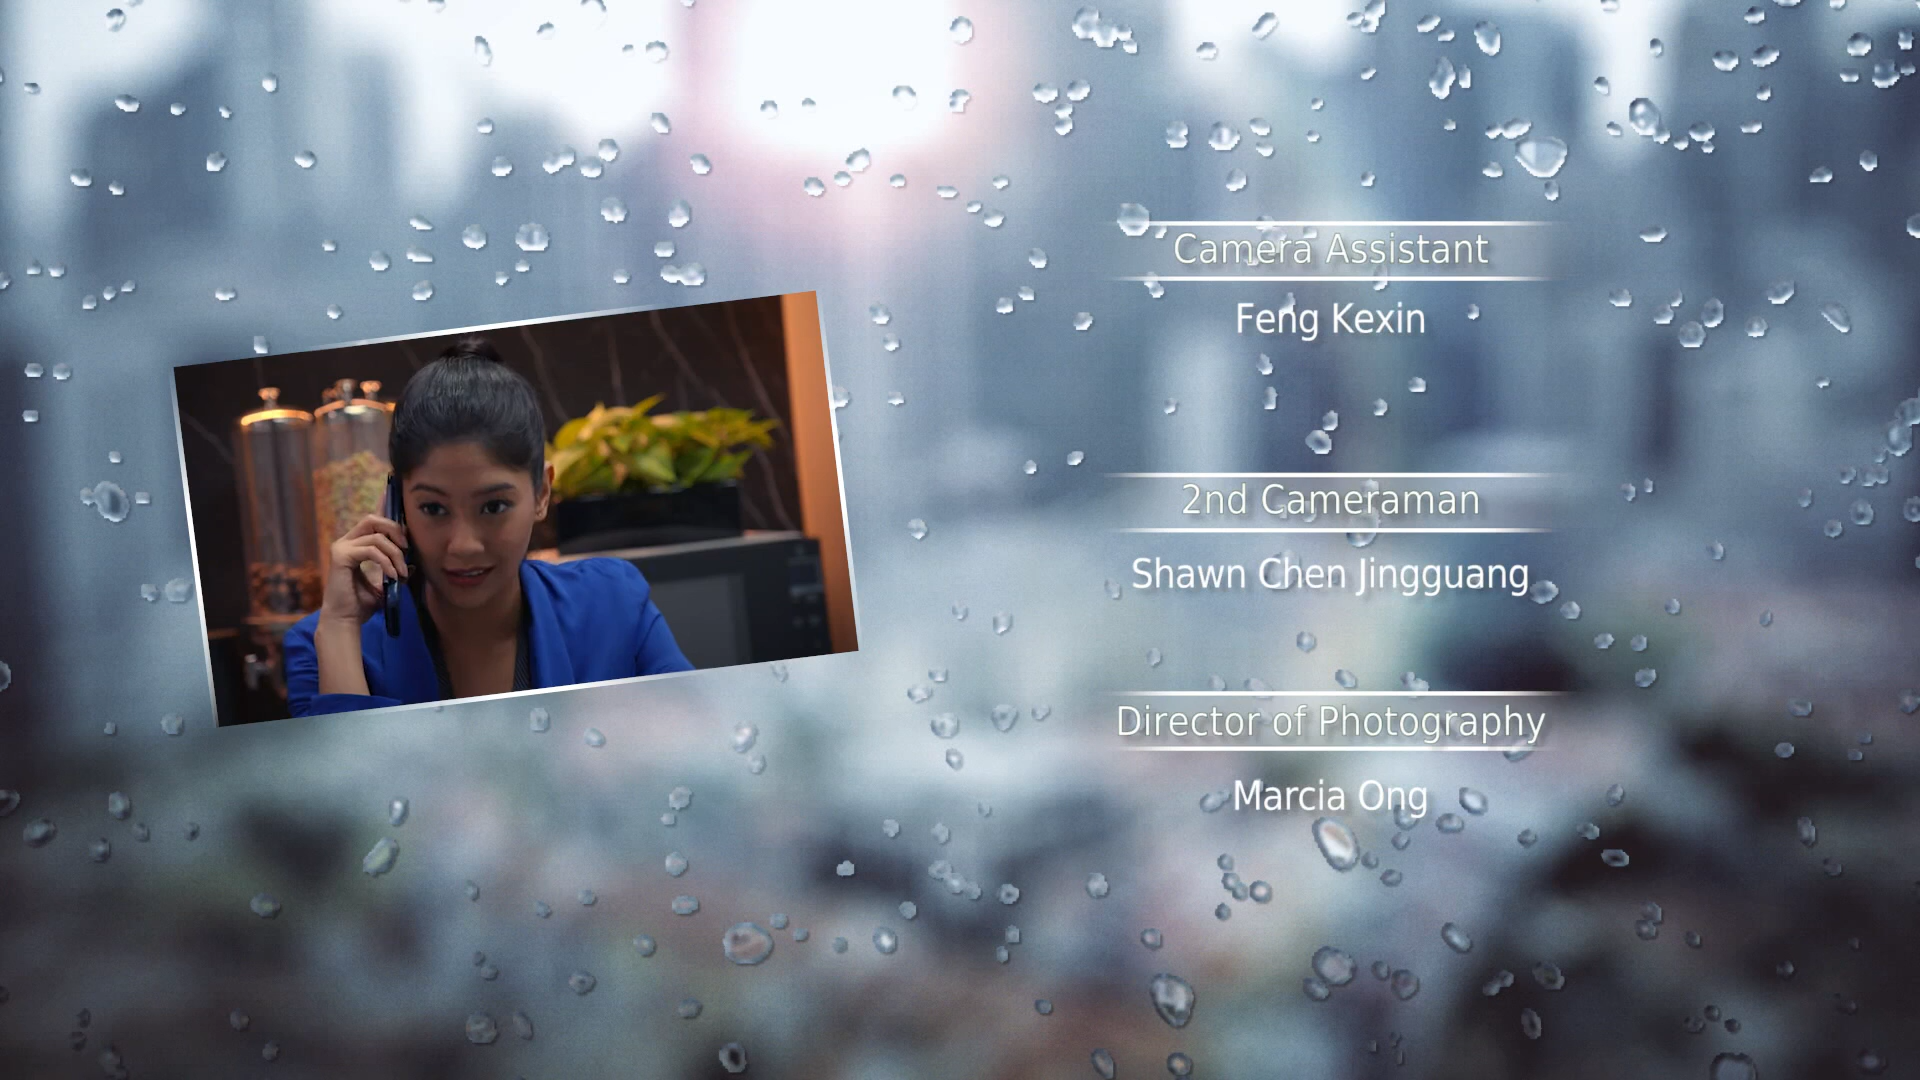 Camera Assistant
Feng Kexin
2nd Cameraman
Shawn Chen Jingguang
Director of Photography
Marcia Ong